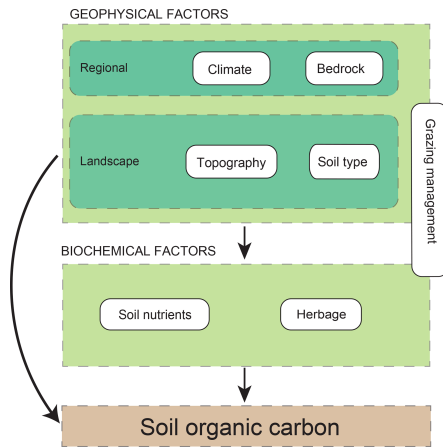 GEOPHYSICAL FACTORS
Regional
Climate
Bedrock
Landscape
Topography
Soil type
Grazing management
BIOCHEMICAL FACTORS
Soil nutrients
Herbage
Soil organic carbon